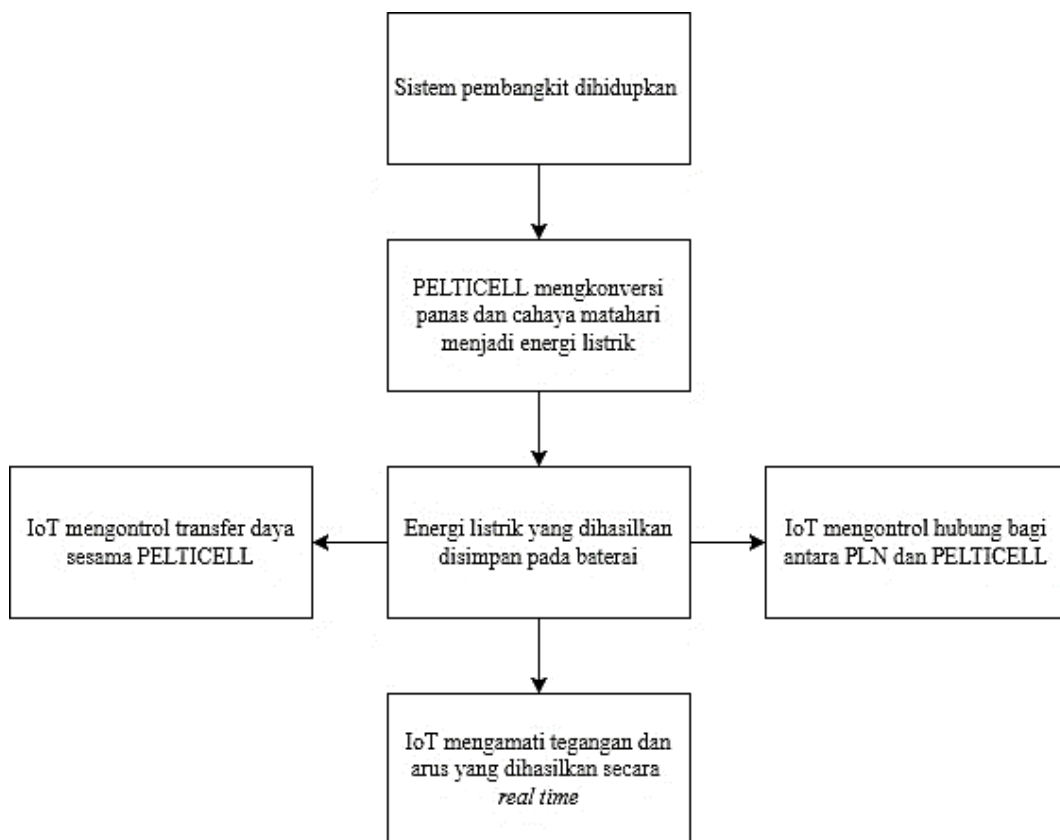 Sistem pembangkit dihidupkan
PELTICELL mengkonversi
panas dan cahaya matahari
menjadi energi listrik
IoT mengontrol transfer daya
sesama PELTICELL
Energi listrik yang dihasilkan
disimpan pada baterai
IoT mengontrol hubung bagi
antara PLN dan PELTICELL
IoT mengamati tegangan dan
arus yang dihasilkan secara
real time